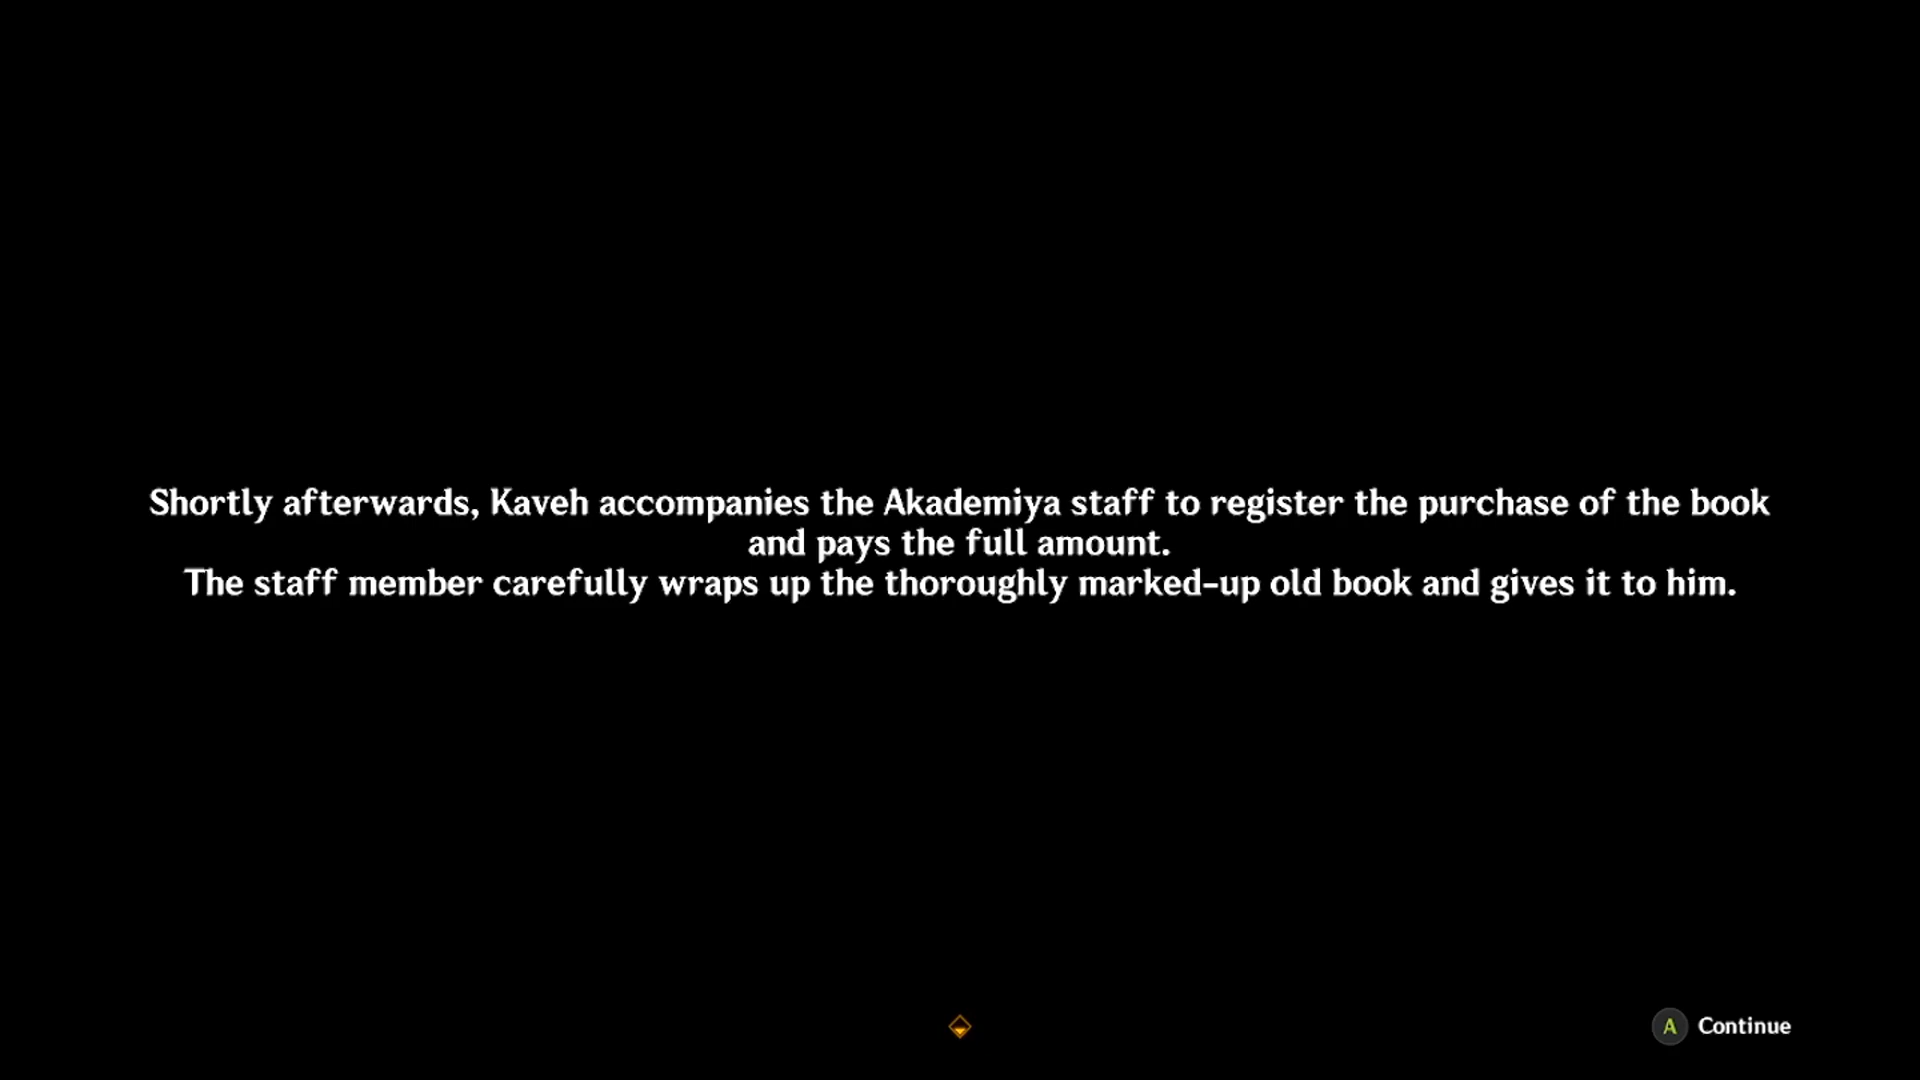 Shortly afterwards, Kaveh accompanies the Akademiya staff to register the purchase of the book
and pays the full amount.
The staff member carefully wraps up the thoroughly marked-up old book and gives it to him.
A Continue